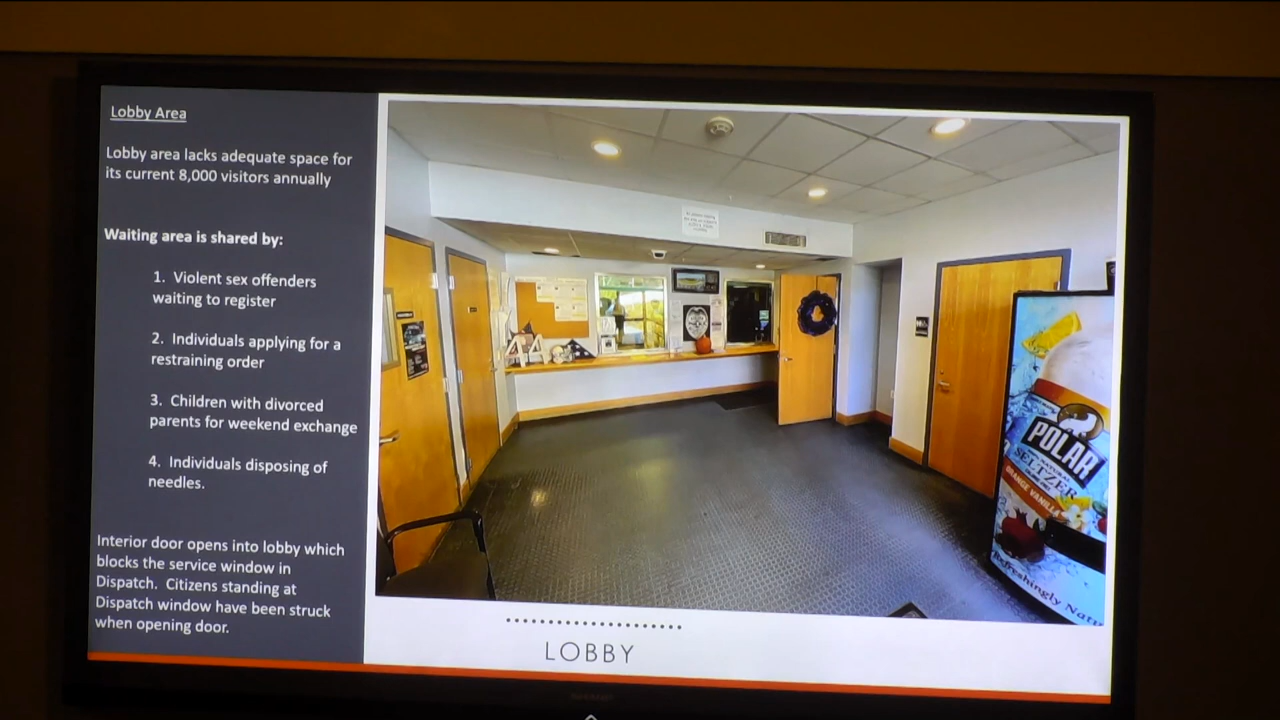 Lobby Area
Lobby area lacks adequate space for
its current 8,000 visitors annually
Waiting area is shared by:
1. Violent sex offenders
waiting to register
2. Individuals applying for a
restraining order
3. Children with divorced
parents for weekend exchange
4. Individuals disposing of
needles.
Interior door opens into lobby which
blocks the service window in
Dispatch. Citizens standing at
Dispatch window have been struck
when opening door.
POLAR
SELTZER
ORANGE VANILLA
Refreshingly Natu
LOBBY